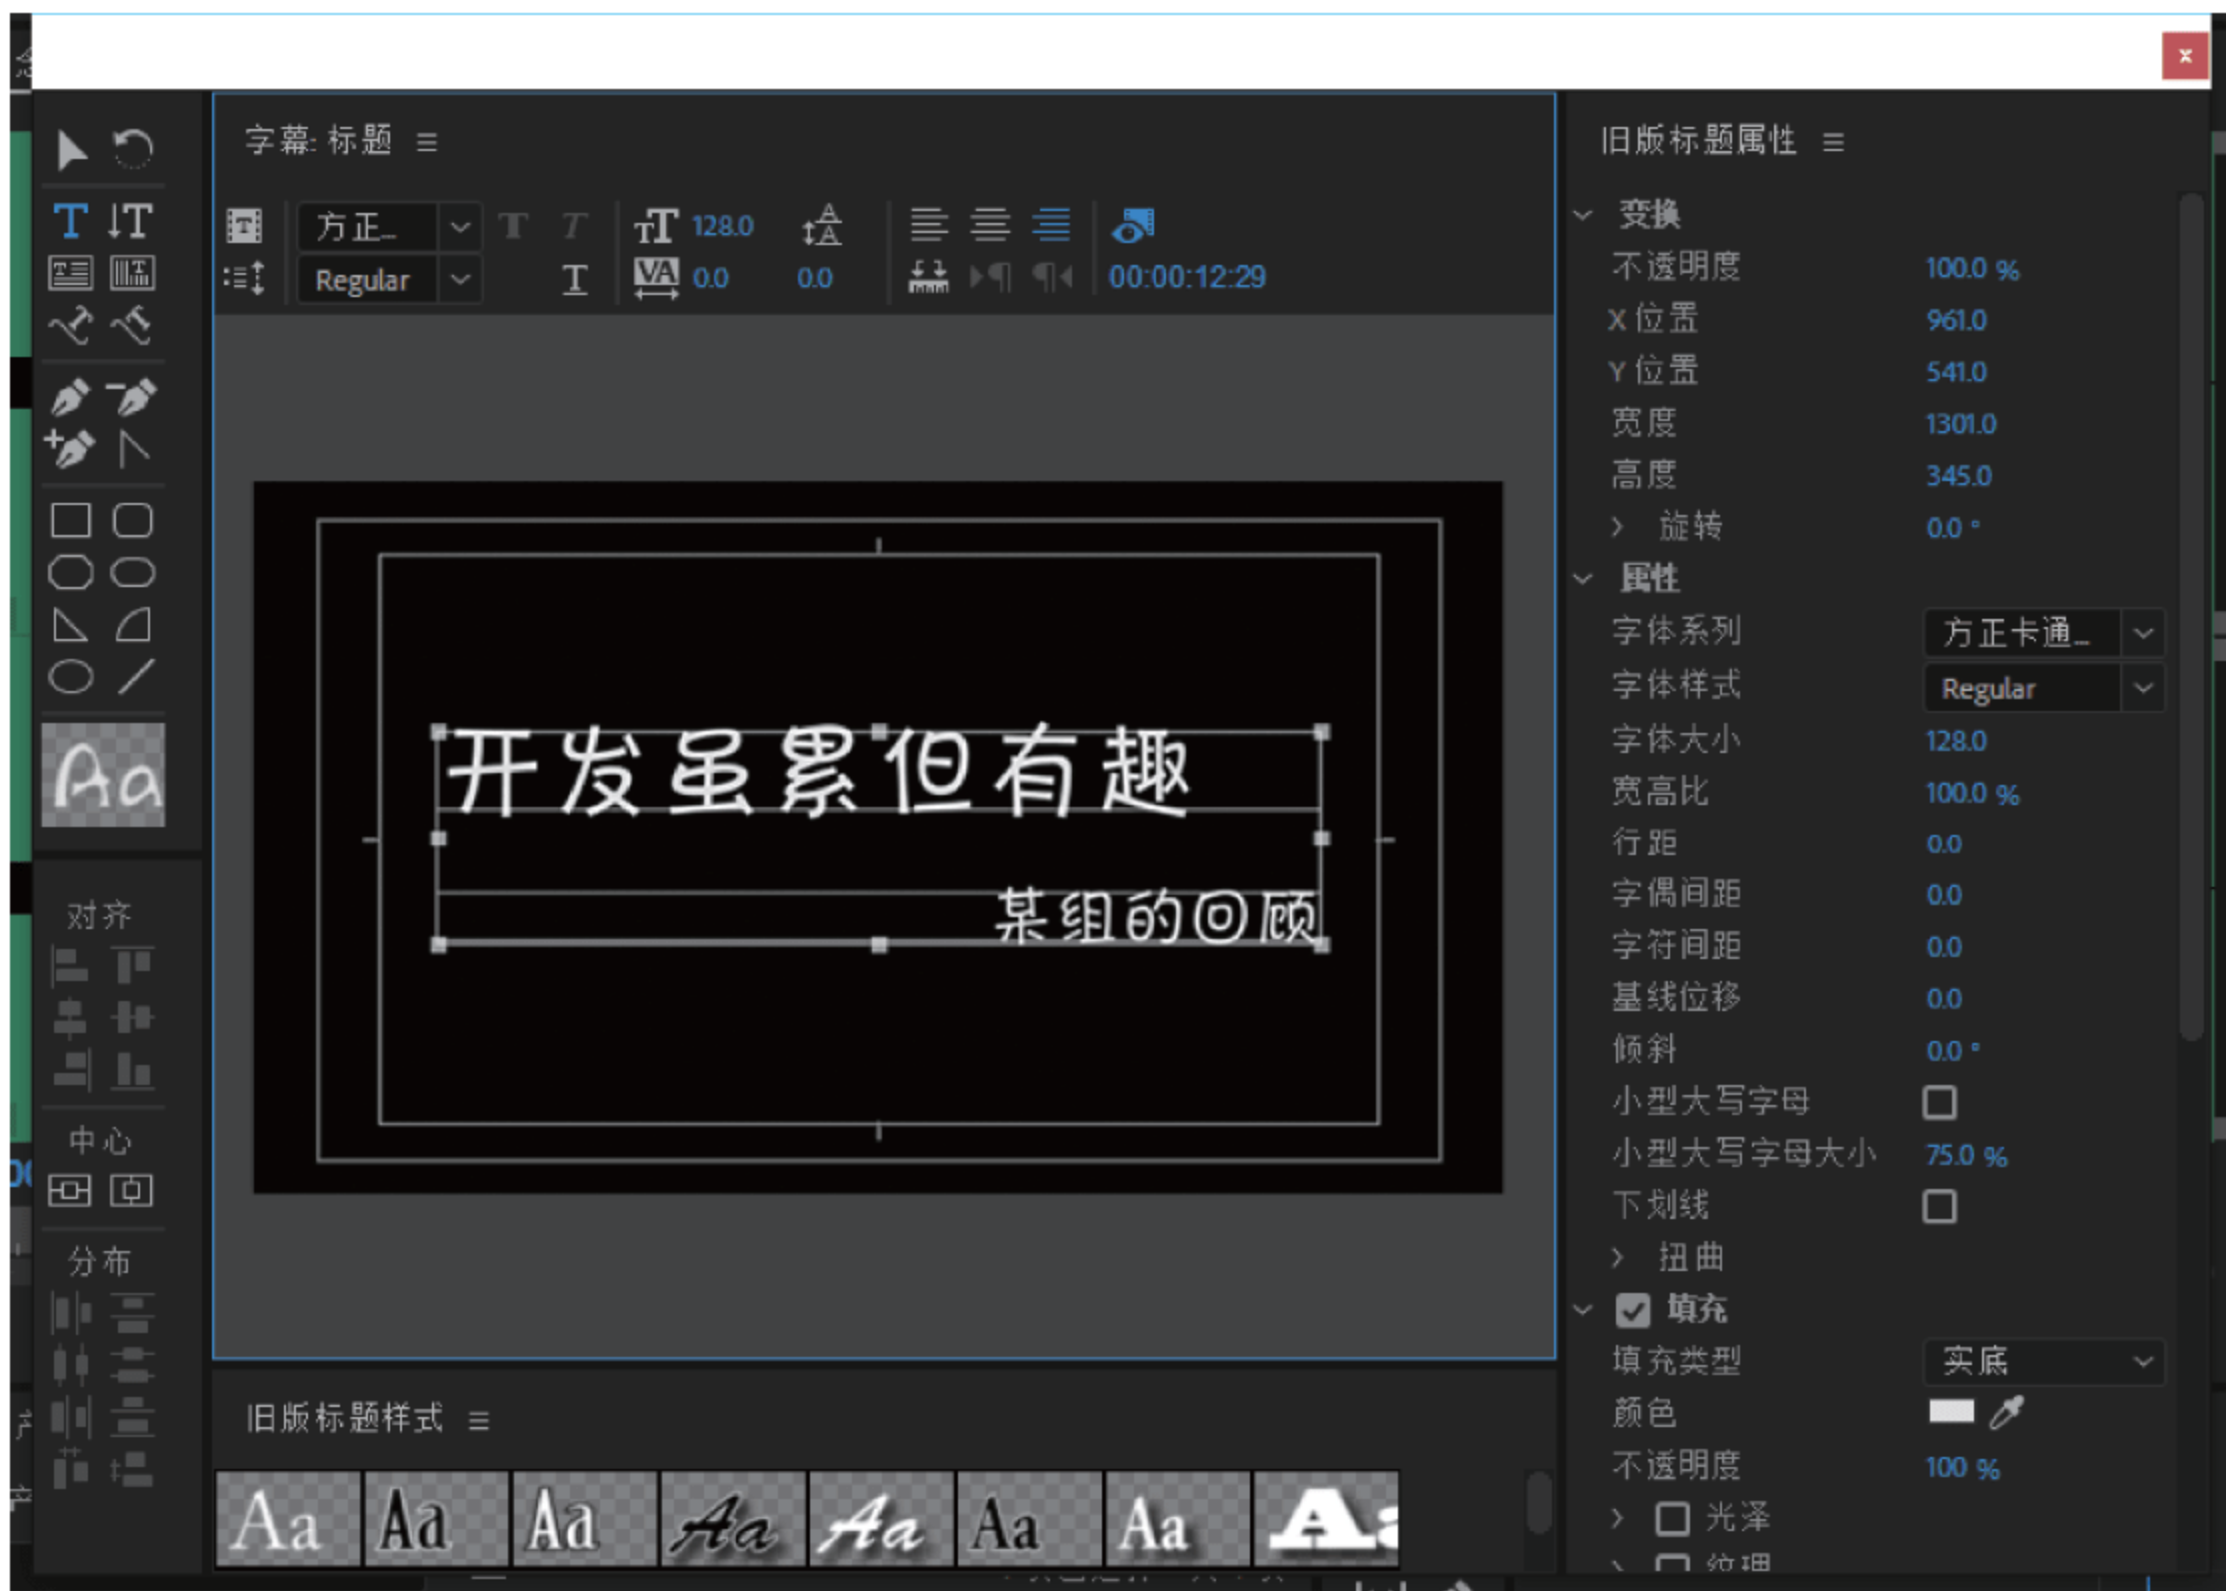 字幕: 标题
方正...
128.0
Regular
0.0
0.0
00:00:12:29
开发虽累但有趣
某组的回顾
Aa
对齐
中心
分布
旧版标题样式
Aa Aa Aa Aa Aa Aa Aa Aa
旧版标题属性
变换
不透明度 100.0 %
X 位置 961.0
Y 位置 541.0
宽度 1301.0
高度 345.0
旋转 0.0 °
属性
字体系列 方正卡通...
字体样式 Regular
字体大小 128.0
宽高比 100.0 %
行距 0.0
字偶间距 0.0
字符间距 0.0
基线位移 0.0
倾斜 0.0 °
小型大写字母
小型大写字母大小 75.0 %
下划线
扭曲
填充
填充类型 实底
颜色
不透明度 100 %
光泽
纹理